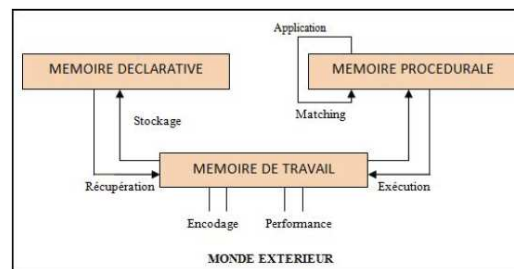 Application
MEMOIRE DECLARATIVE
MEMOIRE PROCEDURALE
Stockage
Matching
MEMOIRE DE TRAVAIL
Récupération
Exécution
Encodage
Performance
MONDE EXTERIEUR